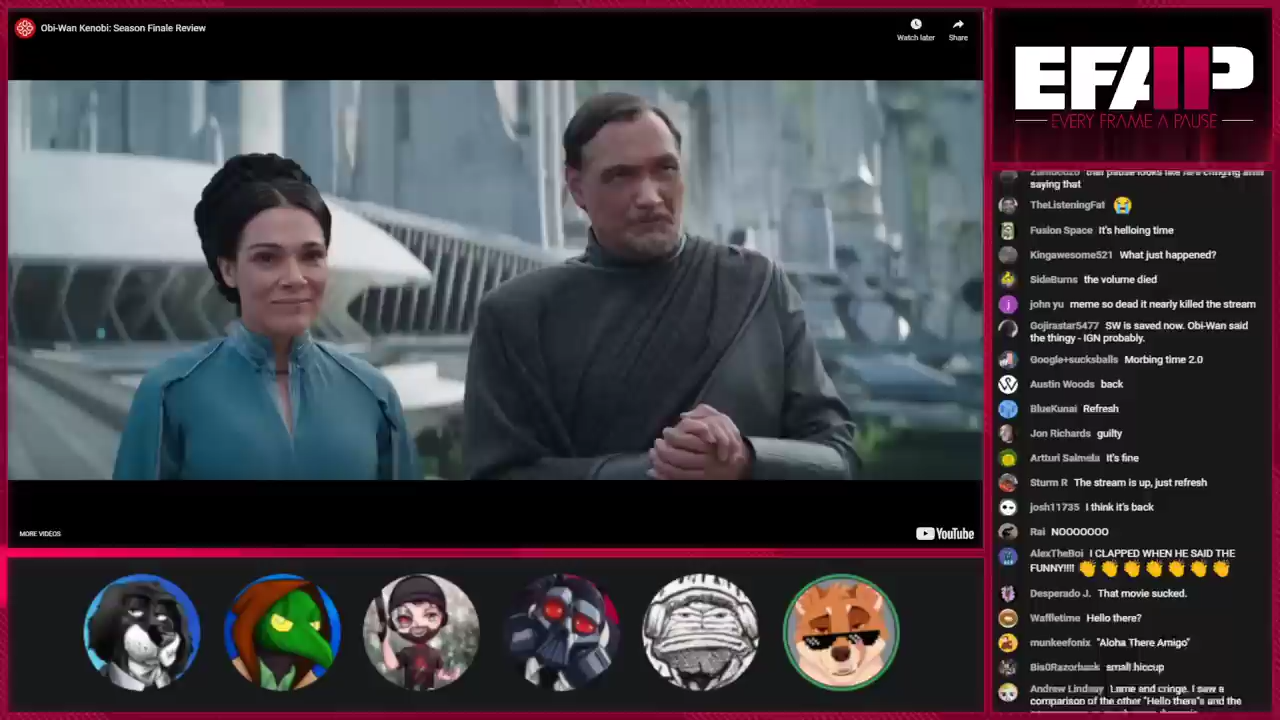 Obi-Wan Kenobi: Season Finale Review
Watch later
Share
MORE VIDEOS
YouTube
EFAP
EVERY FRAME A PAUSE
saying that
TheListeningFat
Fusion Space It's helloing time
Kingawesome521 What just happened?
SideBurns the volume died
john yu meme so dead it nearly killed the stream
Gojirastar5477 SW is saved now. Obi-Wan said
the thingy - IGN probably.
Google+sucksballs Morbing time 2.0
Austin Woods back
BlueKunai Refresh
Jon Richards guilty
Artturi Salmela It's fine
Sturm R The stream is up, just refresh
josh11735 I think it's back
Rai NOOOOOOO
AlexTheBoi I CLAPPED WHEN HE SAID THE
FUNNY!!!! 👏👏👏👏👏👏👏
Desperado J. That movie sucked.
Waffletime Hello there?
munkeefonix "Aloha There Amigo"
Bis0Razorback small hiccup
Andrew Lindsay Lame and cringe. I saw a
comparison of the other "Hello there"s and the